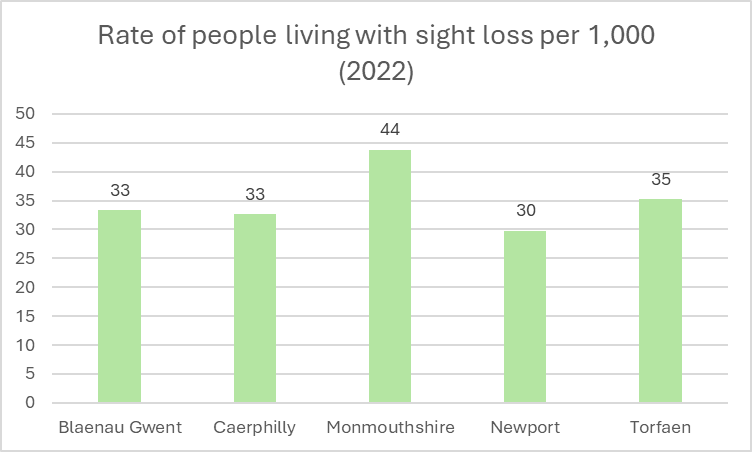 Rate of people living with sight loss per 1,000
(2022)
50
45
40
35
30
25
20
15
10
5
0
33
33
44
30
35
Blaenau Gwent
Caerphilly
Monmouthshire
Newport
Torfaen